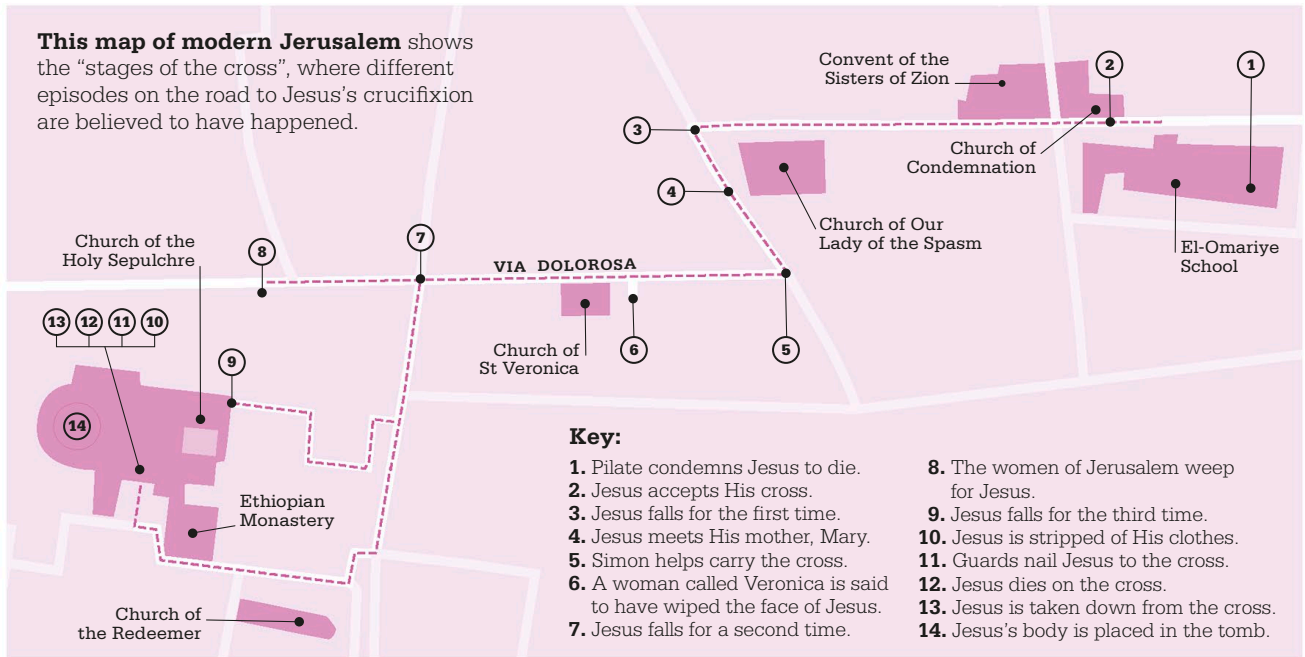 This map of modern Jerusalem shows
the “stages of the cross”, where different
episodes on the road to Jesus’s crucifixion
are believed to have happened.
Convent of the
Sisters of Zion
2
1
3
Church of
Condemnation
4
Church of Our
Lady of the Spasm
El-Omariye
School
Church of the
Holy Sepulchre
8
7
VIA DOLOROSA
13 12 11 10
9
Church of
St Veronica
6
5
14
Ethiopian
Monastery
Church of
the Redeemer
Key:
1. Pilate condemns Jesus to die.
2. Jesus accepts His cross.
3. Jesus falls for the first time.
4. Jesus meets His mother, Mary.
5. Simon helps carry the cross.
6. A woman called Veronica is said
to have wiped the face of Jesus.
7. Jesus falls for a second time.
8. The women of Jerusalem weep
for Jesus.
9. Jesus falls for the third time.
10. Jesus is stripped of His clothes.
11. Guards nail Jesus to the cross.
12. Jesus dies on the cross.
13. Jesus is taken down from the cross.
14. Jesus’s body is placed in the tomb.